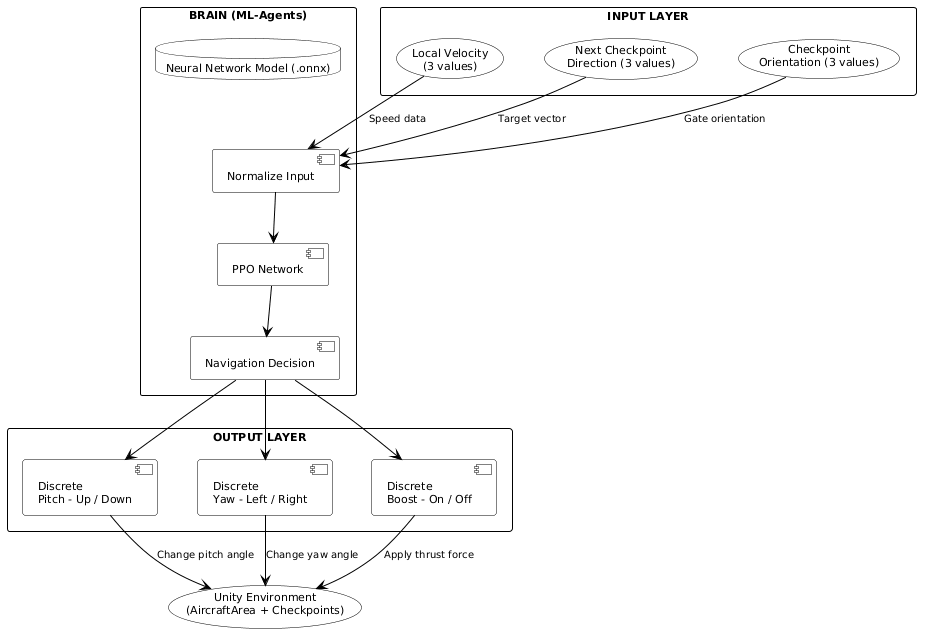 BRAIN (ML-Agents)
INPUT LAYER
Neural Network Model (.onnx)
Local Velocity
(3 values)
Next Checkpoint
Direction (3 values)
Checkpoint
Orientation (3 values)
Speed data
Target vector
Gate orientation
Normalize Input
PPO Network
Navigation Decision
OUTPUT LAYER
Discrete
Pitch - Up / Down
Discrete
Yaw - Left / Right
Discrete
Boost - On / Off
Change pitch angle
Change yaw angle
Apply thrust force
Unity Environment
(AircraftArea + Checkpoints)